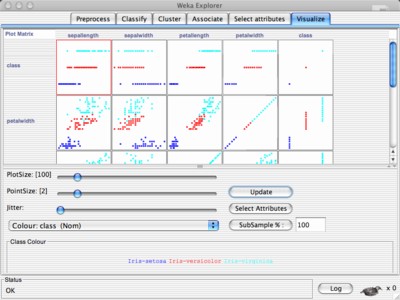 Weka Explorer
Preprocess Classify Cluster Associate Select attributes Visualize
Plot Matrix sepallength sepalwidth petallength petalwidth class
class
petalwidth
PlotSize: [100]
PointSize: [2] Update
Jitter: Select Attributes
Colour: class (Nom) SubSample % : 100
Class Colour
Iris-setosa Iris-versicolor Iris-virginica
Status
OK Log x 0